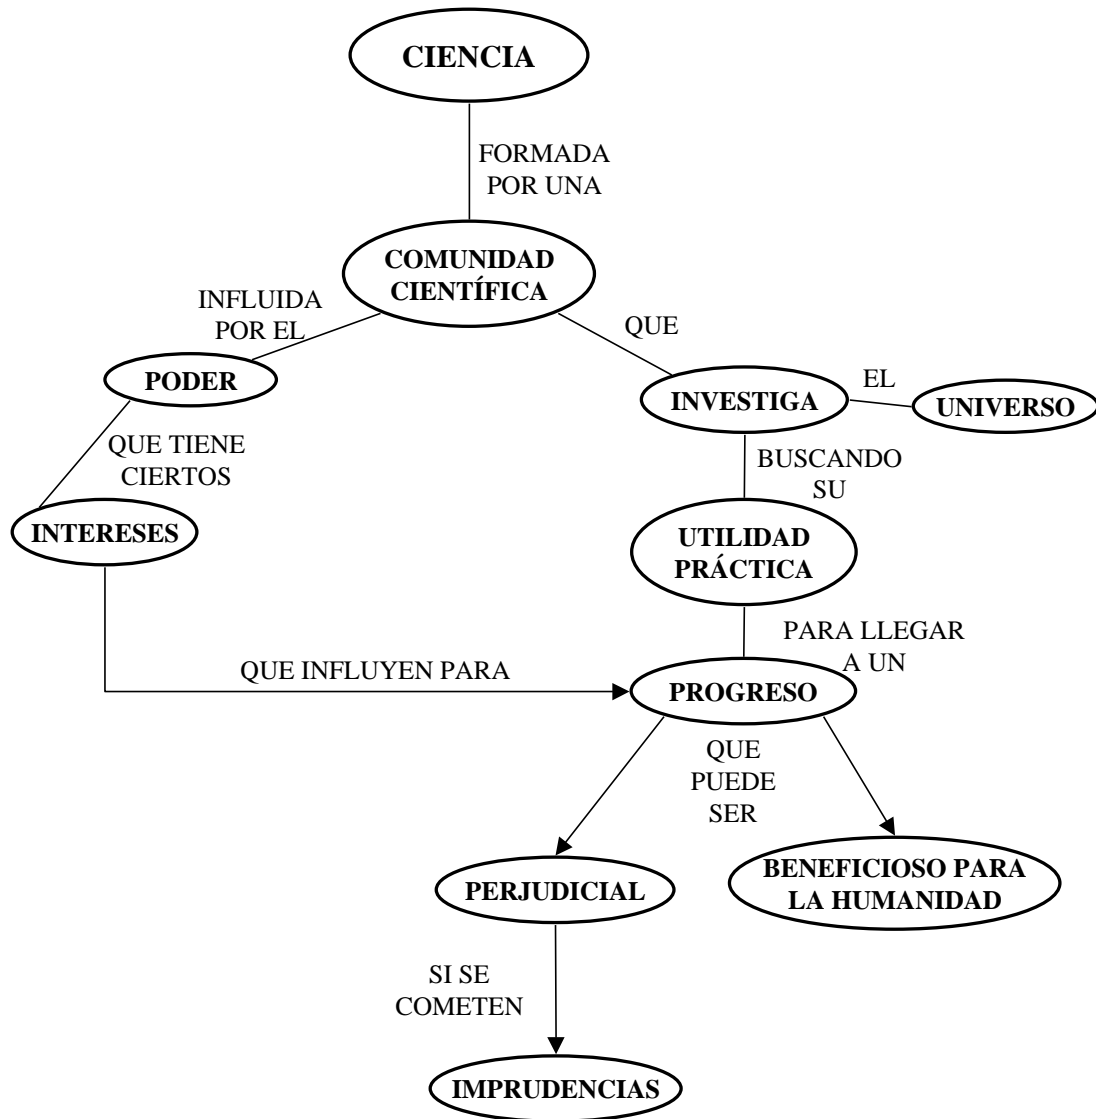 CIENCIA
FORMADA
POR UNA
COMUNIDAD
CIENTÍFICA
INFLUIDA
POR EL
QUE
PODER
INVESTIGA
EL
UNIVERSO
QUE TIENE
CIERTOS
BUSCANDO
SU
INTERESES
UTILIDAD
PRÁCTICA
PARA LLEGAR
A UN
QUE INFLUYEN PARA
PROGRESO
QUE
PUEDE
SER
PERJUDICIAL
BENEFICIOSO PARA
LA HUMANIDAD
SI SE
COMETEN
IMPRUDENCIAS